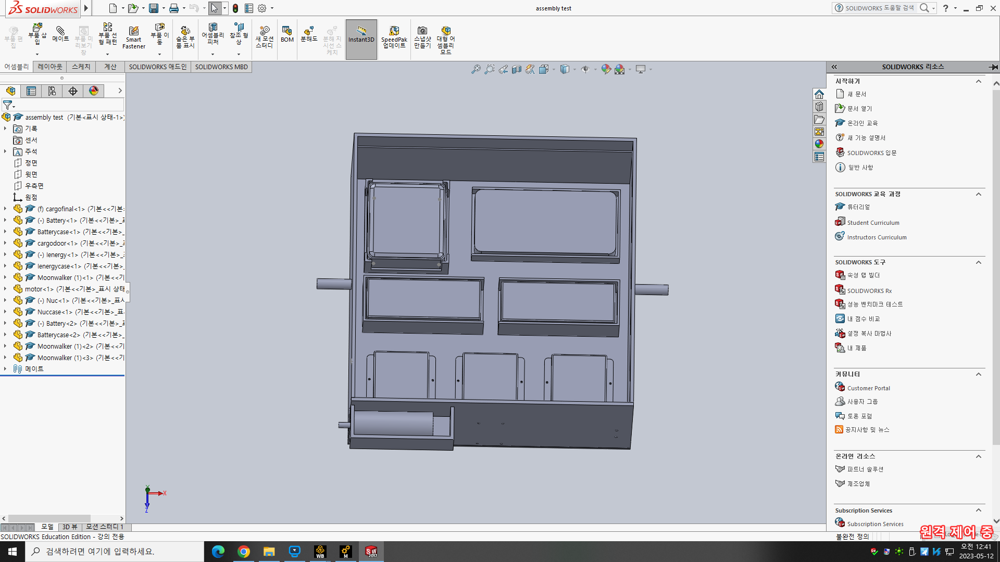 SOLIDWORKS
assembly test
SOLIDWORKS 도움말 검색
부품 편집
부품 삽입
메이트
부품 미리보기 창
부품 선형 패턴
Smart Fastener
부품 이동
숨은 부품 표시
어셈블리 피처
참조 형상
새 모션 스터디
BOM
분해도
분해 지시선 스케치
Instant3D
SpeedPak 업데이트
스냅샷 만들기
대형 어셈블리 모드
어셈블리
레이아웃
스케치
계산
SOLIDWORKS 애드인
SOLIDWORKS MBD
assembly test (기본<표시 상태-1>)
기록
센서
주석
정면
윗면
우측면
원점
(f) cargofinal<1> (기본<<기본>
(-) Battery<1> (기본<<기본>_표
Batterycase<1> (기본<<기본>_
cargodoor<1> (기본<<기본>_표
(-) Ienergy<1> (기본<<기본>_
Ienergycase<1> (기본<<기본>_
Moonwalker (1)<1> (기본<<기
motor<1> (기본<<기본>_표시 상태
(-) Nuc<1> (기본<<기본>_표시
Nuccase<1> (기본<<기본>_표
(-) Battery<2> (기본<<기본>_표
Batterycase<2> (기본<<기본>_
Moonwalker (1)<2> (기본<<기
Moonwalker (1)<3> (기본<<기
메이트
Y
X
Z
모델
3D 뷰
모션 스터디 1
SOLIDWORKS Education Edition - 강의 전용
불완전 정의
SOLIDWORKS 리소스
시작하기
새 문서
문서 열기
온라인 교육
새 기능 설명서
SOLIDWORKS 입문
일반 사항
SOLIDWORKS 교육 과정
튜터리얼
Student Curriculum
Instructors Curriculum
SOLIDWORKS 도구
속성 탭 빌더
SOLIDWORKS Rx
성능 벤치마크 테스트
내 점수 비교
설정 복사 마법사
내 제품
커뮤니티
Customer Portal
사용자 그룹
토론 포럼
공지사항 및 뉴스
온라인 리소스
파트너 솔루션
제조업체
Subscription Services
Subscription Services
원격 제어 중
검색하려면 여기에 입력하세요.
WB
M
SW
2017
오전 12:41
2023-05-12